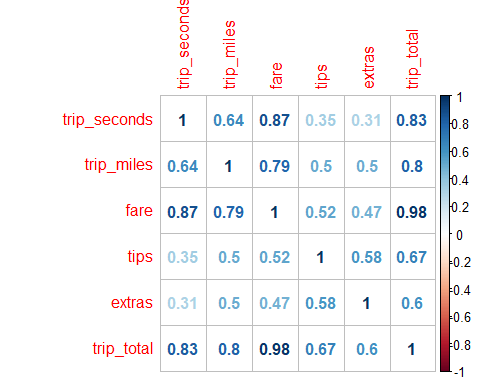 trip_seconds trip_miles fare tips extras trip_total
trip_seconds 1 0.64 0.87 0.35 0.31 0.83
trip_miles 0.64 1 0.79 0.5 0.5 0.8
fare 0.87 0.79 1 0.52 0.47 0.98
tips 0.35 0.5 0.52 1 0.58 0.67
extras 0.31 0.5 0.47 0.58 1 0.6
trip_total 0.83 0.8 0.98 0.67 0.6 1
1
0.8
0.6
0.4
0.2
0
-0.2
-0.4
-0.6
-0.8
-1